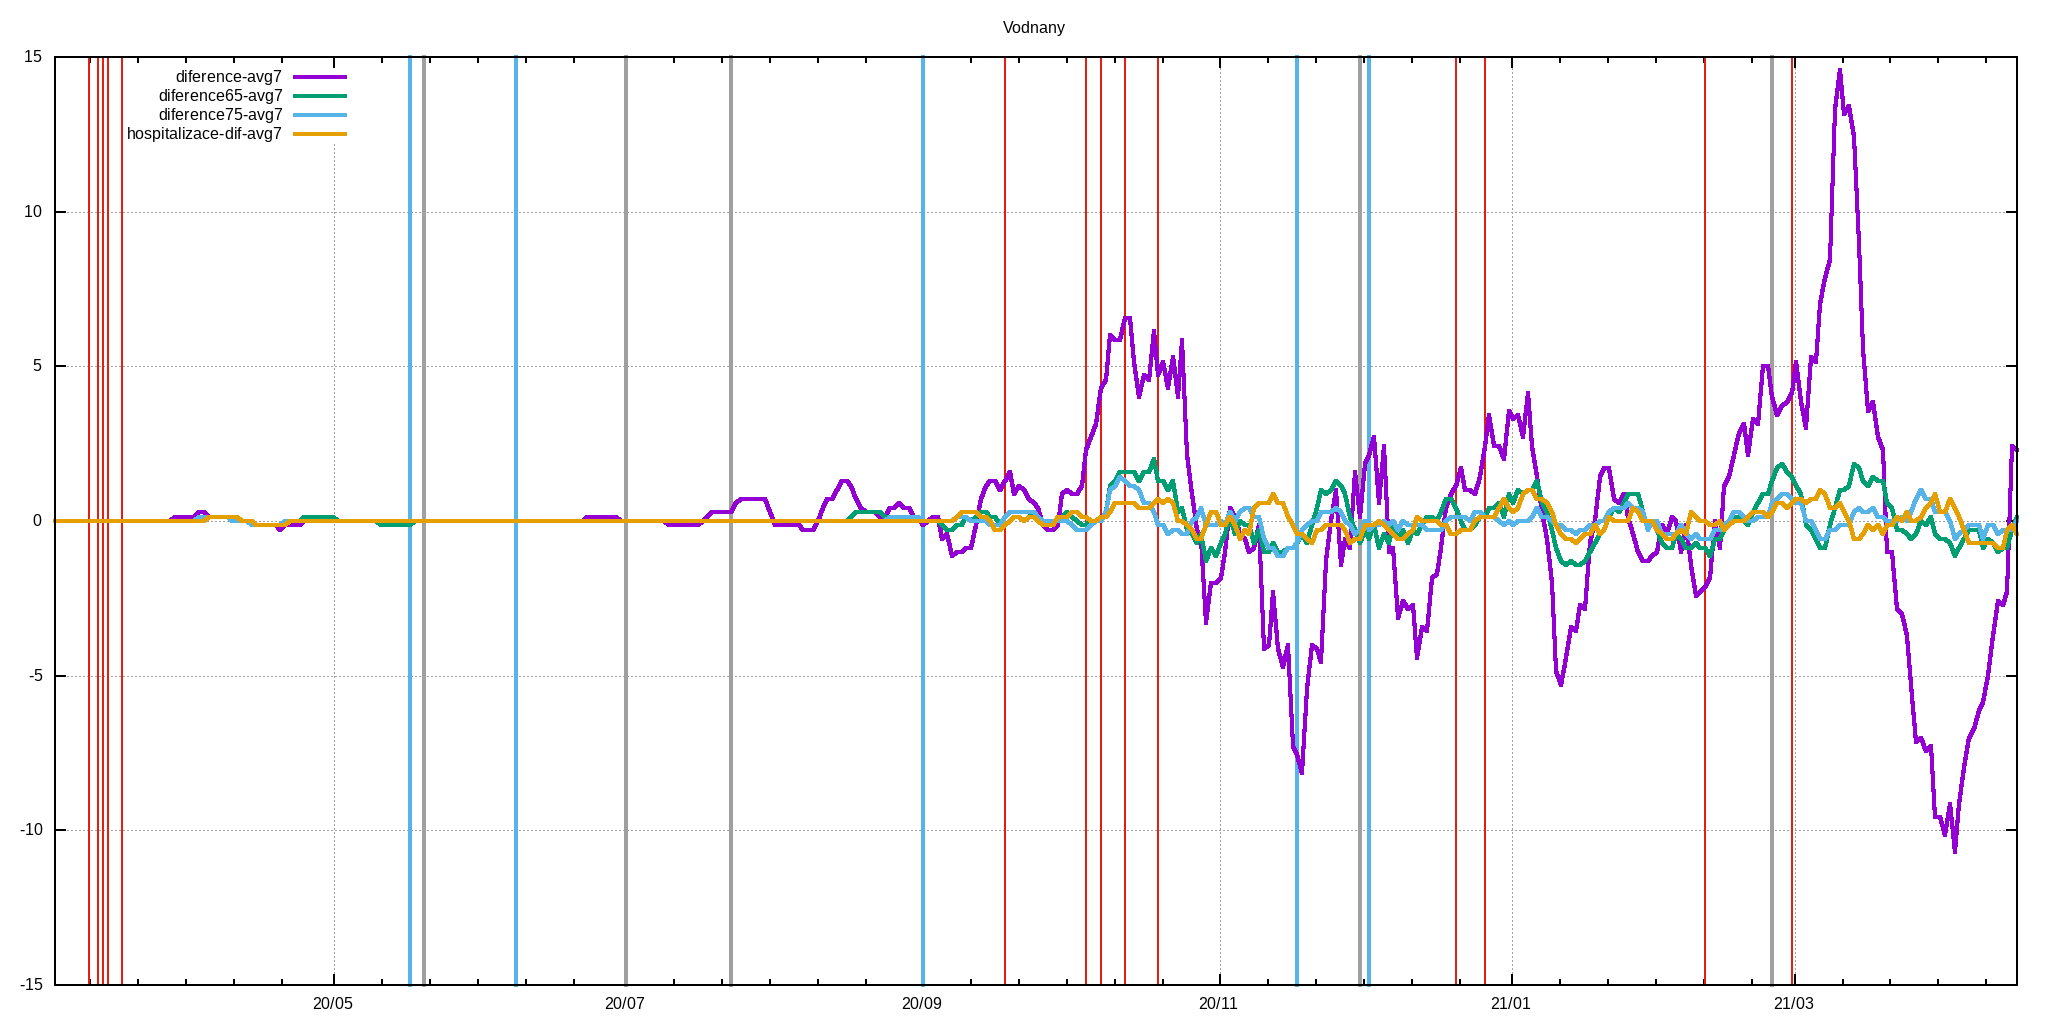 Vodnany
15
diference-avg7
diference65-avg7
diference75-avg7
hospitalizace-dif-avg7
10
5
0
-5
-10
-15
20/05 20/07 20/09 20/11 21/01 21/03